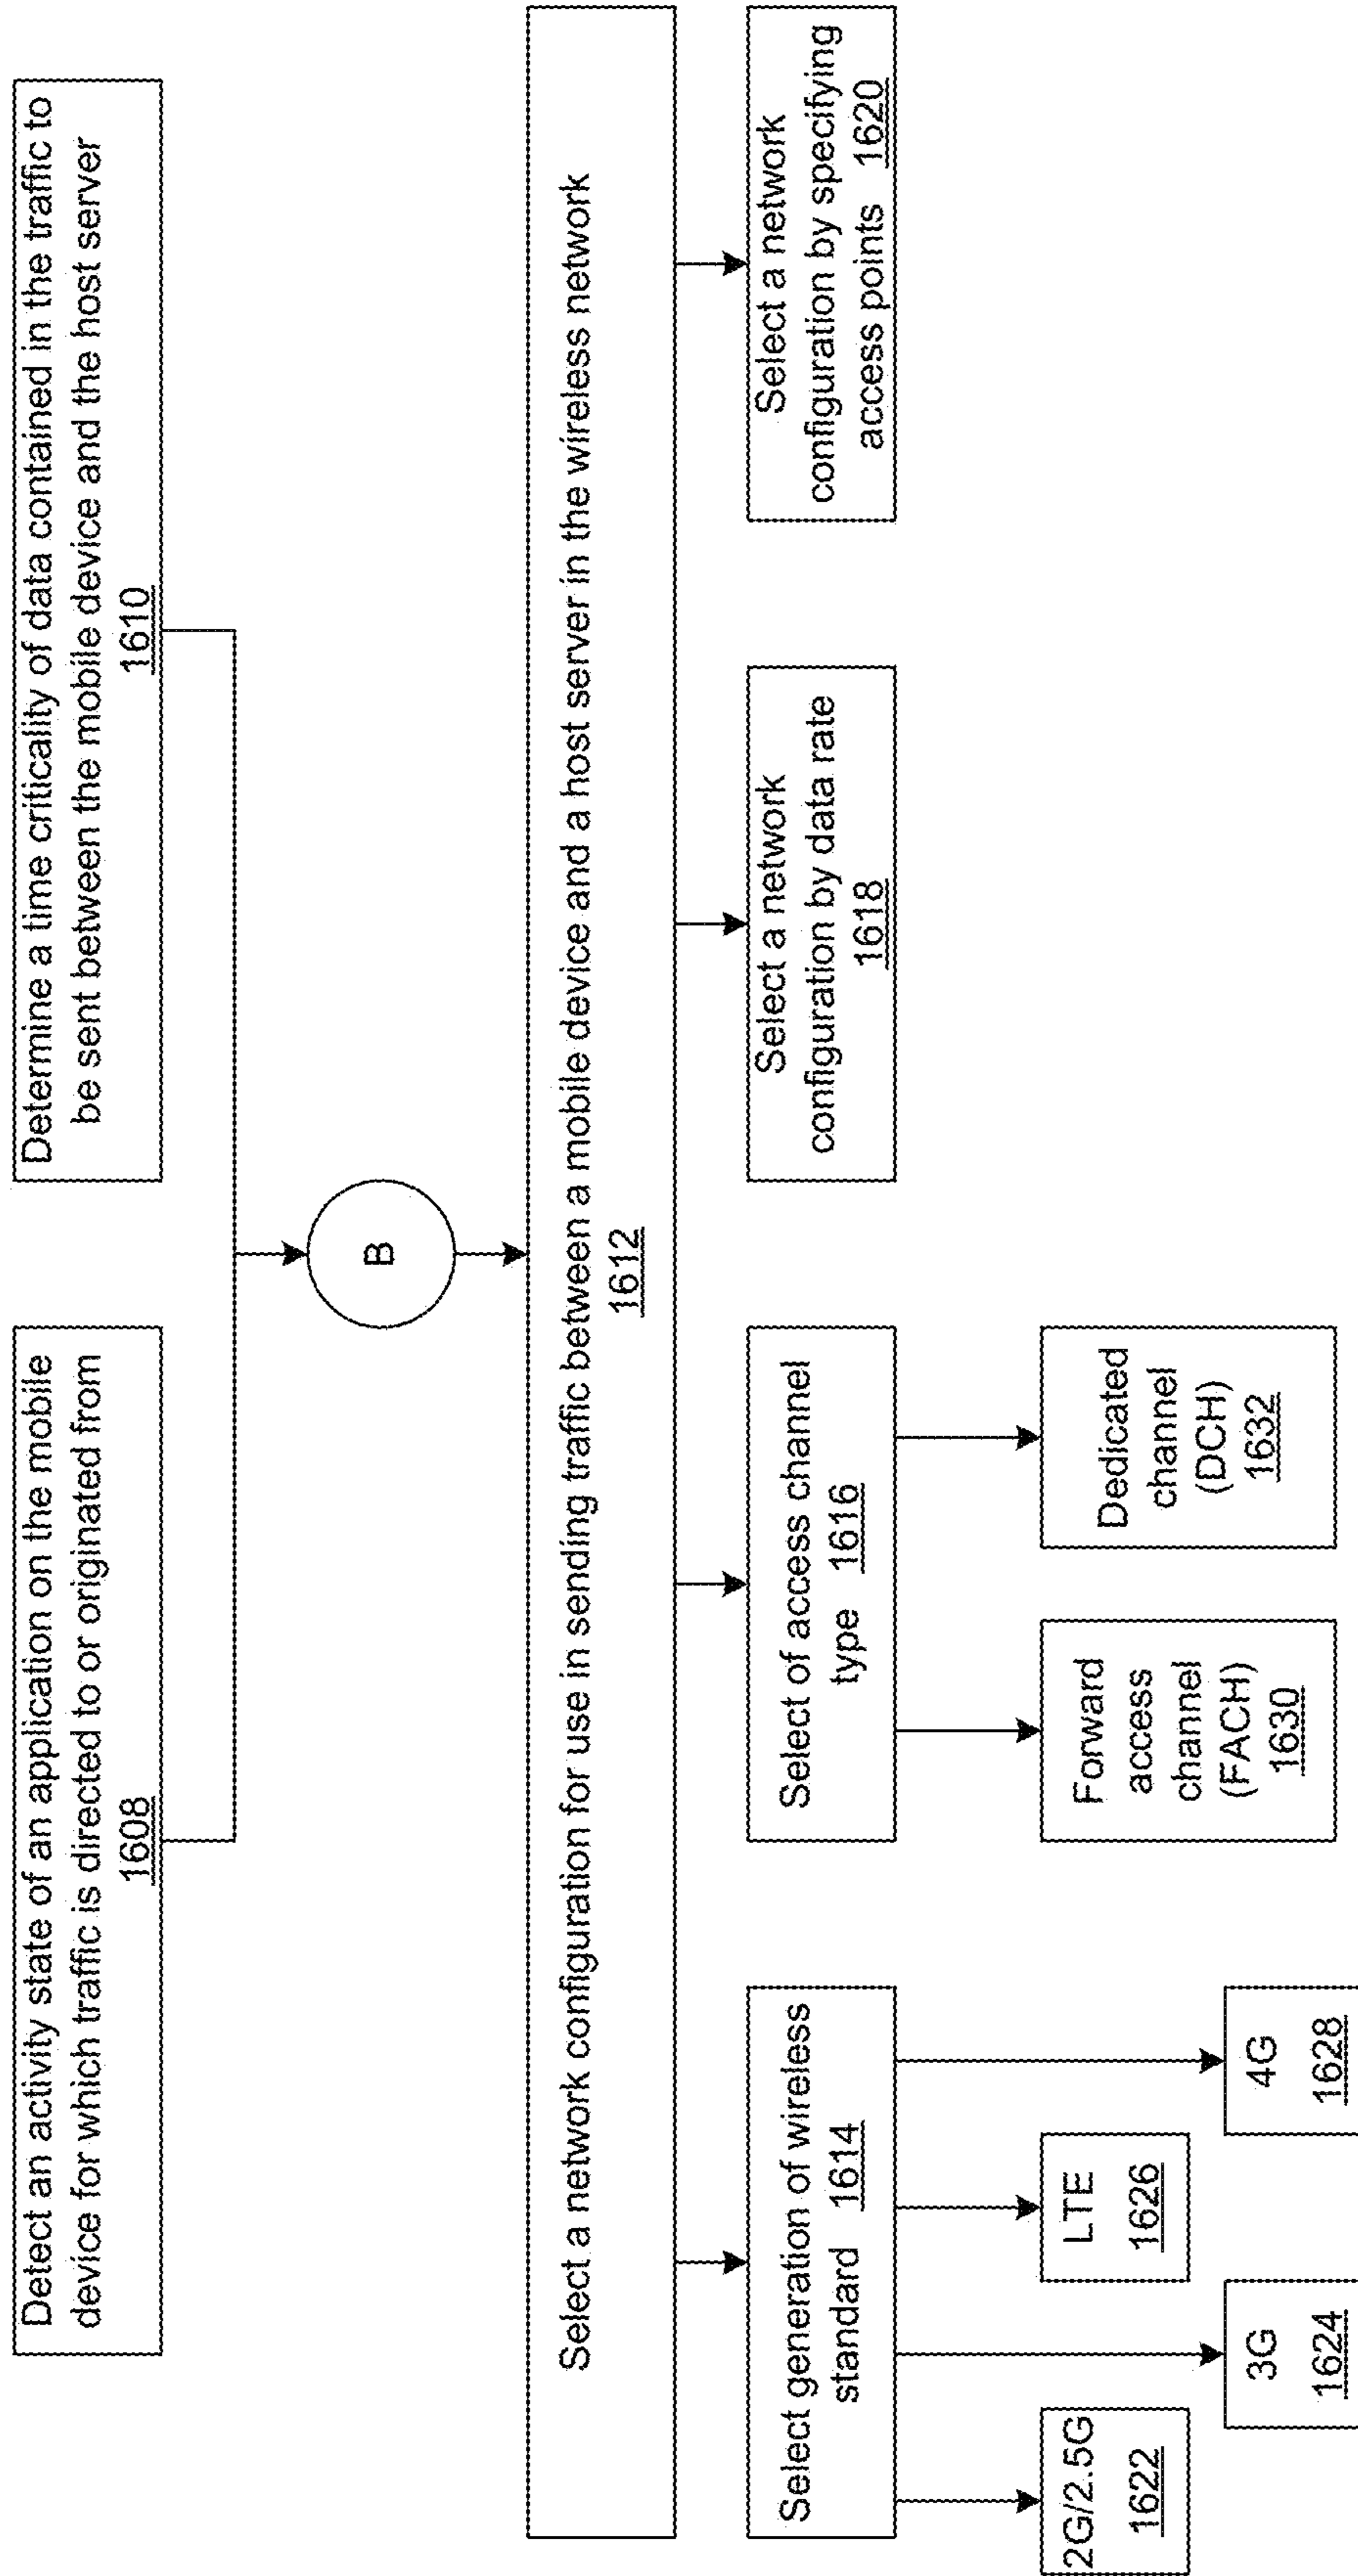 Detect an activity state of an application on the mobile
device for which traffic is directed to or originated from
1608
Determine a time criticality of data contained in the traffic to
be sent between the mobile device and the host server
1610
B
Select a network configuration for use in sending traffic between a mobile device and a host server in the wireless network
1612
Select generation of wireless
standard 1614
Select of access channel
type 1616
Select a network
configuration by data rate
1618
Select a network
configuration by specifying
access points 1620
2G/2.5G
1622
3G
1624
LTE
1626
4G
1628
Forward
access
channel
(FACH)
1630
Dedicated
channel
(DCH)
1632